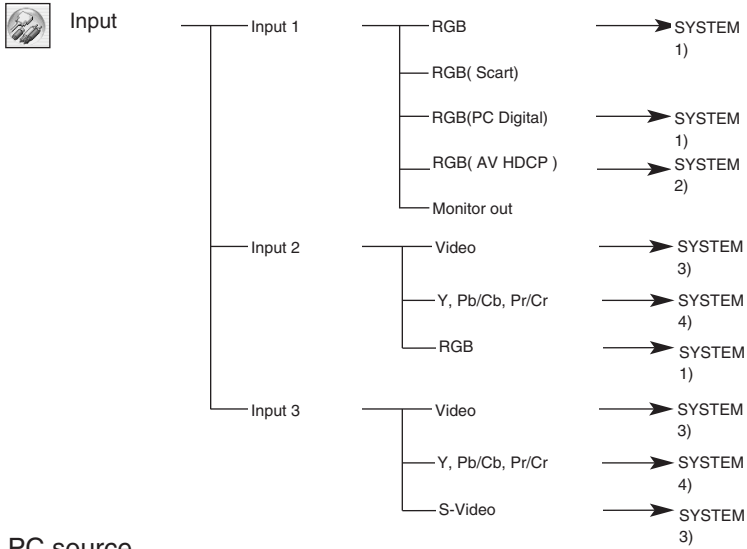 Input
Input 1
RGB
SYSTEM
1)
RGB( Scart)
RGB(PC Digital)
SYSTEM
1)
RGB( AV HDCP )
SYSTEM
2)
Monitor out
Input 2
Video
SYSTEM
3)
Y, Pb/Cb, Pr/Cr
SYSTEM
4)
RGB
SYSTEM
1)
Input 3
Video
SYSTEM
3)
Y, Pb/Cb, Pr/Cr
SYSTEM
4)
S-Video
SYSTEM
3)
PC source